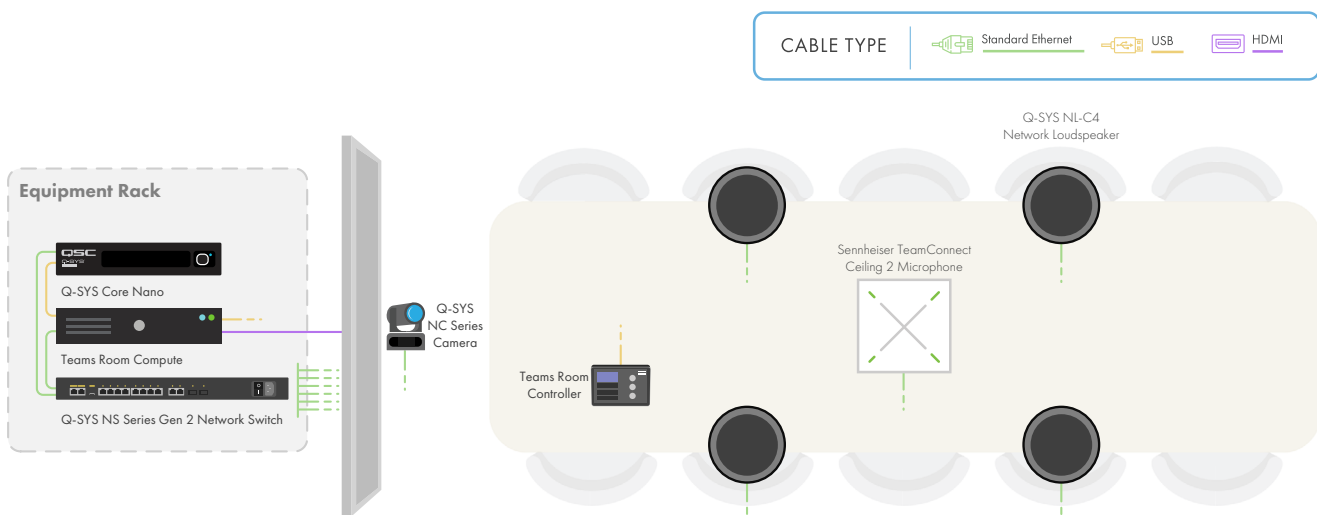 CABLE TYPE
Standard Ethernet
USB
HDMI
Q-SYS NL-C4
Network Loudspeaker
Equipment Rack
QSC
Q-SYS
Q-SYS Core Nano
Teams Room Compute
Q-SYS NS Series Gen 2 Network Switch
Q-SYS
NC Series
Camera
Sennheiser TeamConnect
Ceiling 2 Microphone
Teams Room
Controller